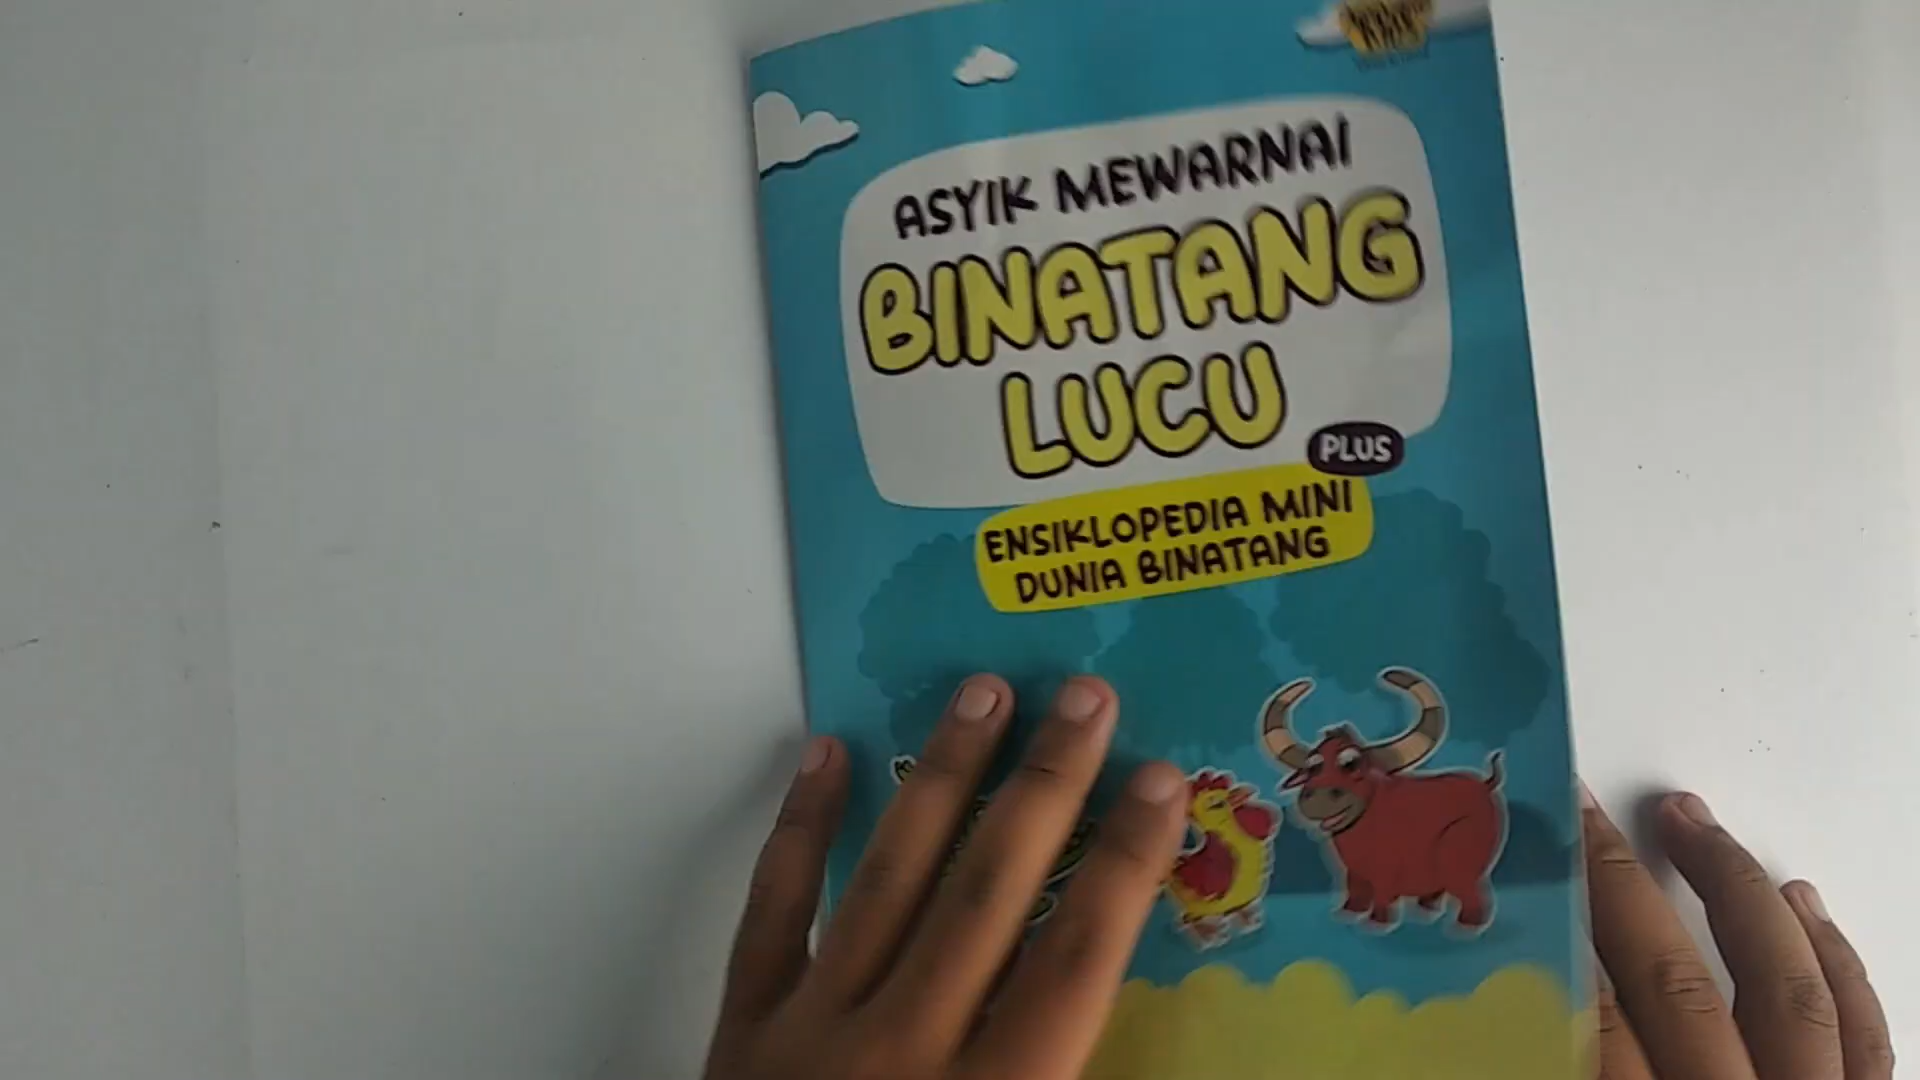 ASYIK MEWARNAI
BINATANG
LUCU
PLUS
ENSIKLOPEDIA MINI
DUNIA BINATANG